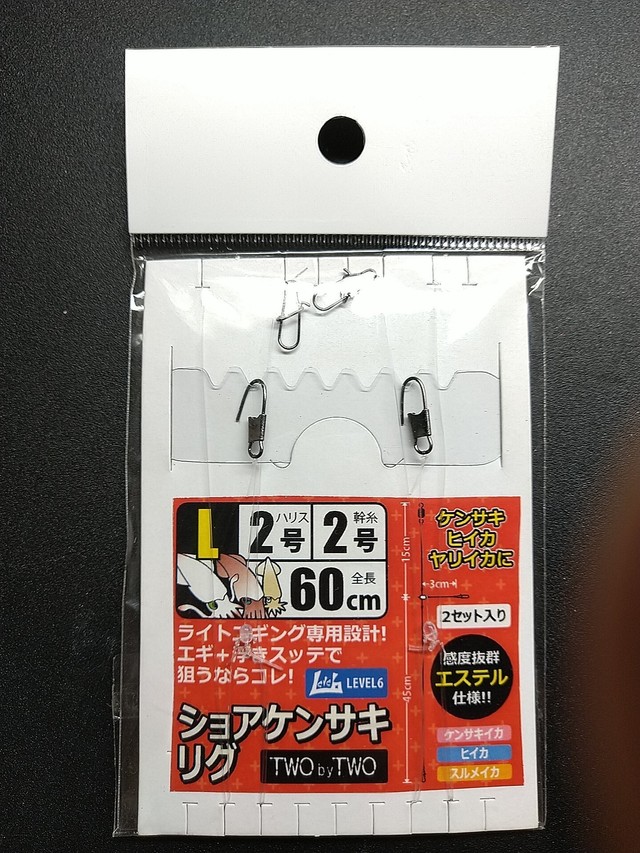 L
ハリス
2号
幹糸
2号
全長
60cm
ライトエギング専用設計!
エギ+浮きスッテで
狙うならコレ!
LEVEL6
ショアケンサキ
リグ
TWO by TWO
15cm
3cm
45cm
ケンサキ
ヒイカ
ヤリイカに
2セット入り
感度抜群
エステル
仕様!!
ケンサキイカ
ヒイカ
スルメイカ